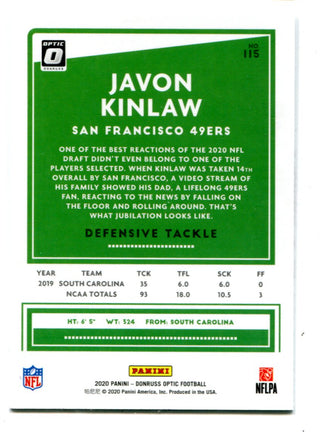 OPTIC
O
DONRUSS
NO.
115
JAVON
KINLAW
SAN FRANCISCO 49ERS
ONE OF THE BEST REACTIONS OF THE 2020 NFL
DRAFT DIDN'T EVEN BELONG TO ONE OF THE
PLAYERS SELECTED. WHEN KINLAW WAS TAKEN 14TH
OVERALL BY SAN FRANCISCO, A VIDEO STREAM OF
HIS FAMILY SHOWED HIS DAD, A LIFELONG 49ERS
FAN, REACTING TO THE NEWS BY FALLING ON
THE FLOOR AND ROLLING AROUND. THAT'S
WHAT JUBILATION LOOKS LIKE.
DEFENSIVE TACKLE
YEAR TEAM TCK TFL SCK FF
2019 SOUTH CAROLINA 35 6.0 6.0 0
NCAA TOTALS 93 18.0 10.5 3
HT: 6' 5" WT: 324 FROM: SOUTH CAROLINA
NFL
PANINI
NFLPA
2020 PANINI – DONRUSS OPTIC FOOTBALL
帕尼尼 © 2020 Panini America, Inc. Produced in the USA.